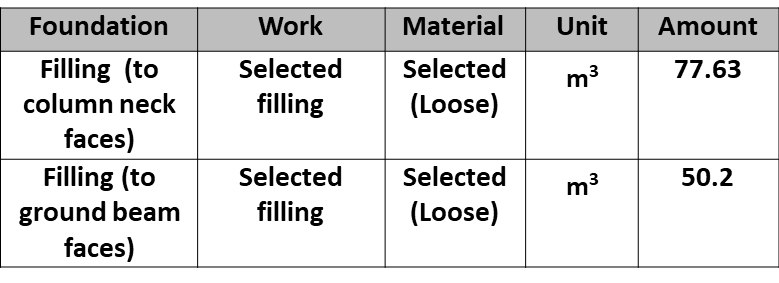 Foundation Work Material Unit Amount
Filling (to Selected Selected m³ 77.63
column neck filling (Loose)
faces)
Filling (to Selected Selected m³ 50.2
ground beam filling (Loose)
faces)